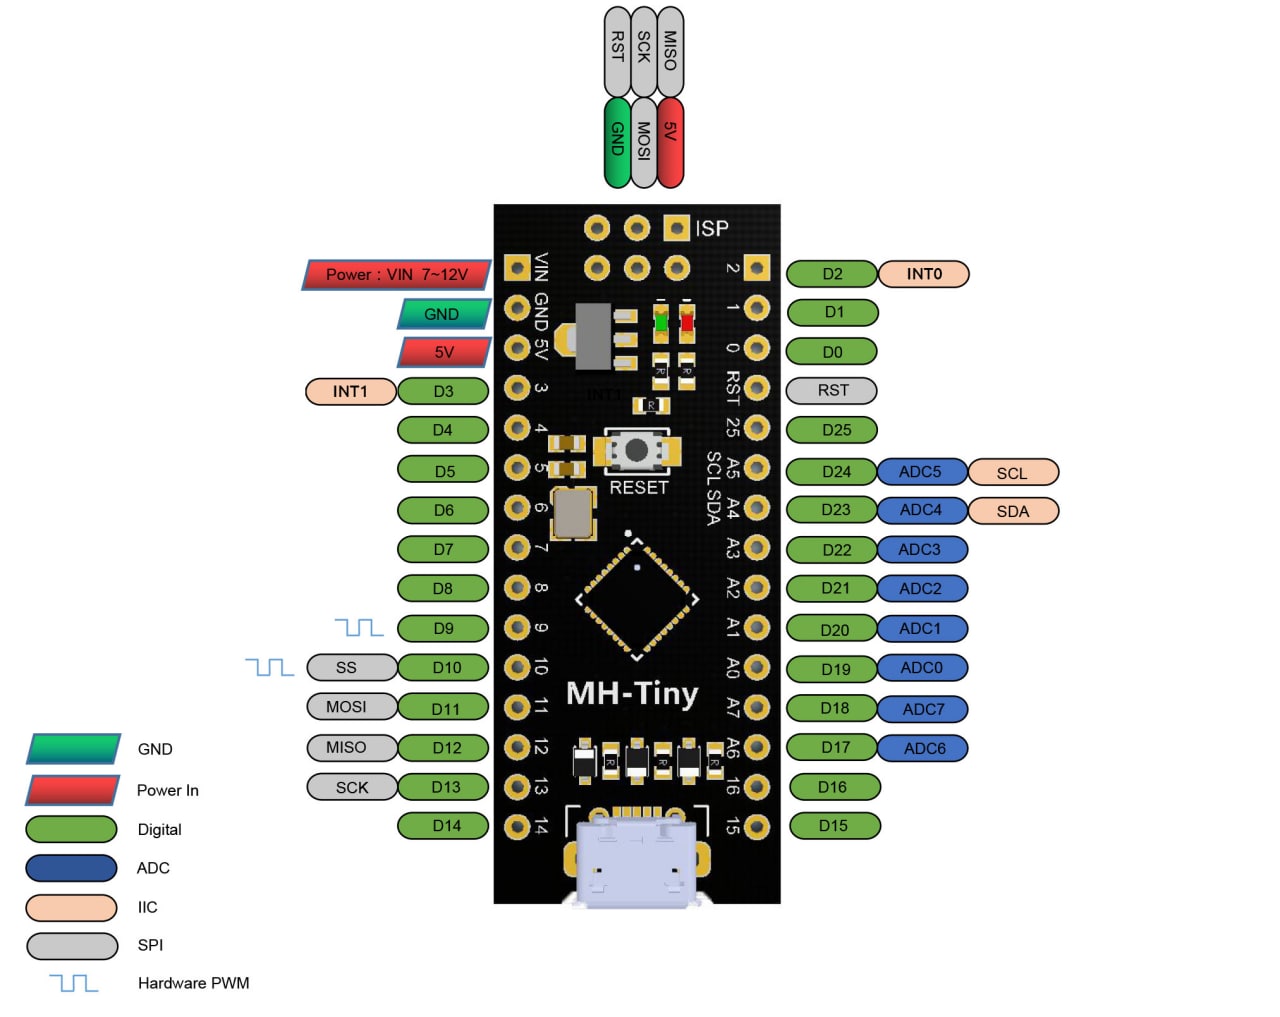 RST SCK MISO
GND MOSI 5V
ISP
Power : VIN 7~12V VIN 2 D2 INT0
GND GND 1 D1
5V 5V 0 D0
INT1 D3 3 INT1 RST RST
D4 4 25 D25
D5 5 SCL A5 D24 ADC5 SCL
RESET
D6 6 SDA A4 D23 ADC4 SDA
D7 7 A3 D22 ADC3
D8 8 A2 D21 ADC2
D9 9 A1 D20 ADC1
SS D10 10 A0 D19 ADC0
MH-Tiny
MOSI D11 11 A7 D18 ADC7
MISO D12 12 A6 D17 ADC6
R R R
SCK D13 13 16 D16
D14 14 15 D15
R R
R
GND
Power In
Digital
ADC
IIC
SPI
Hardware PWM